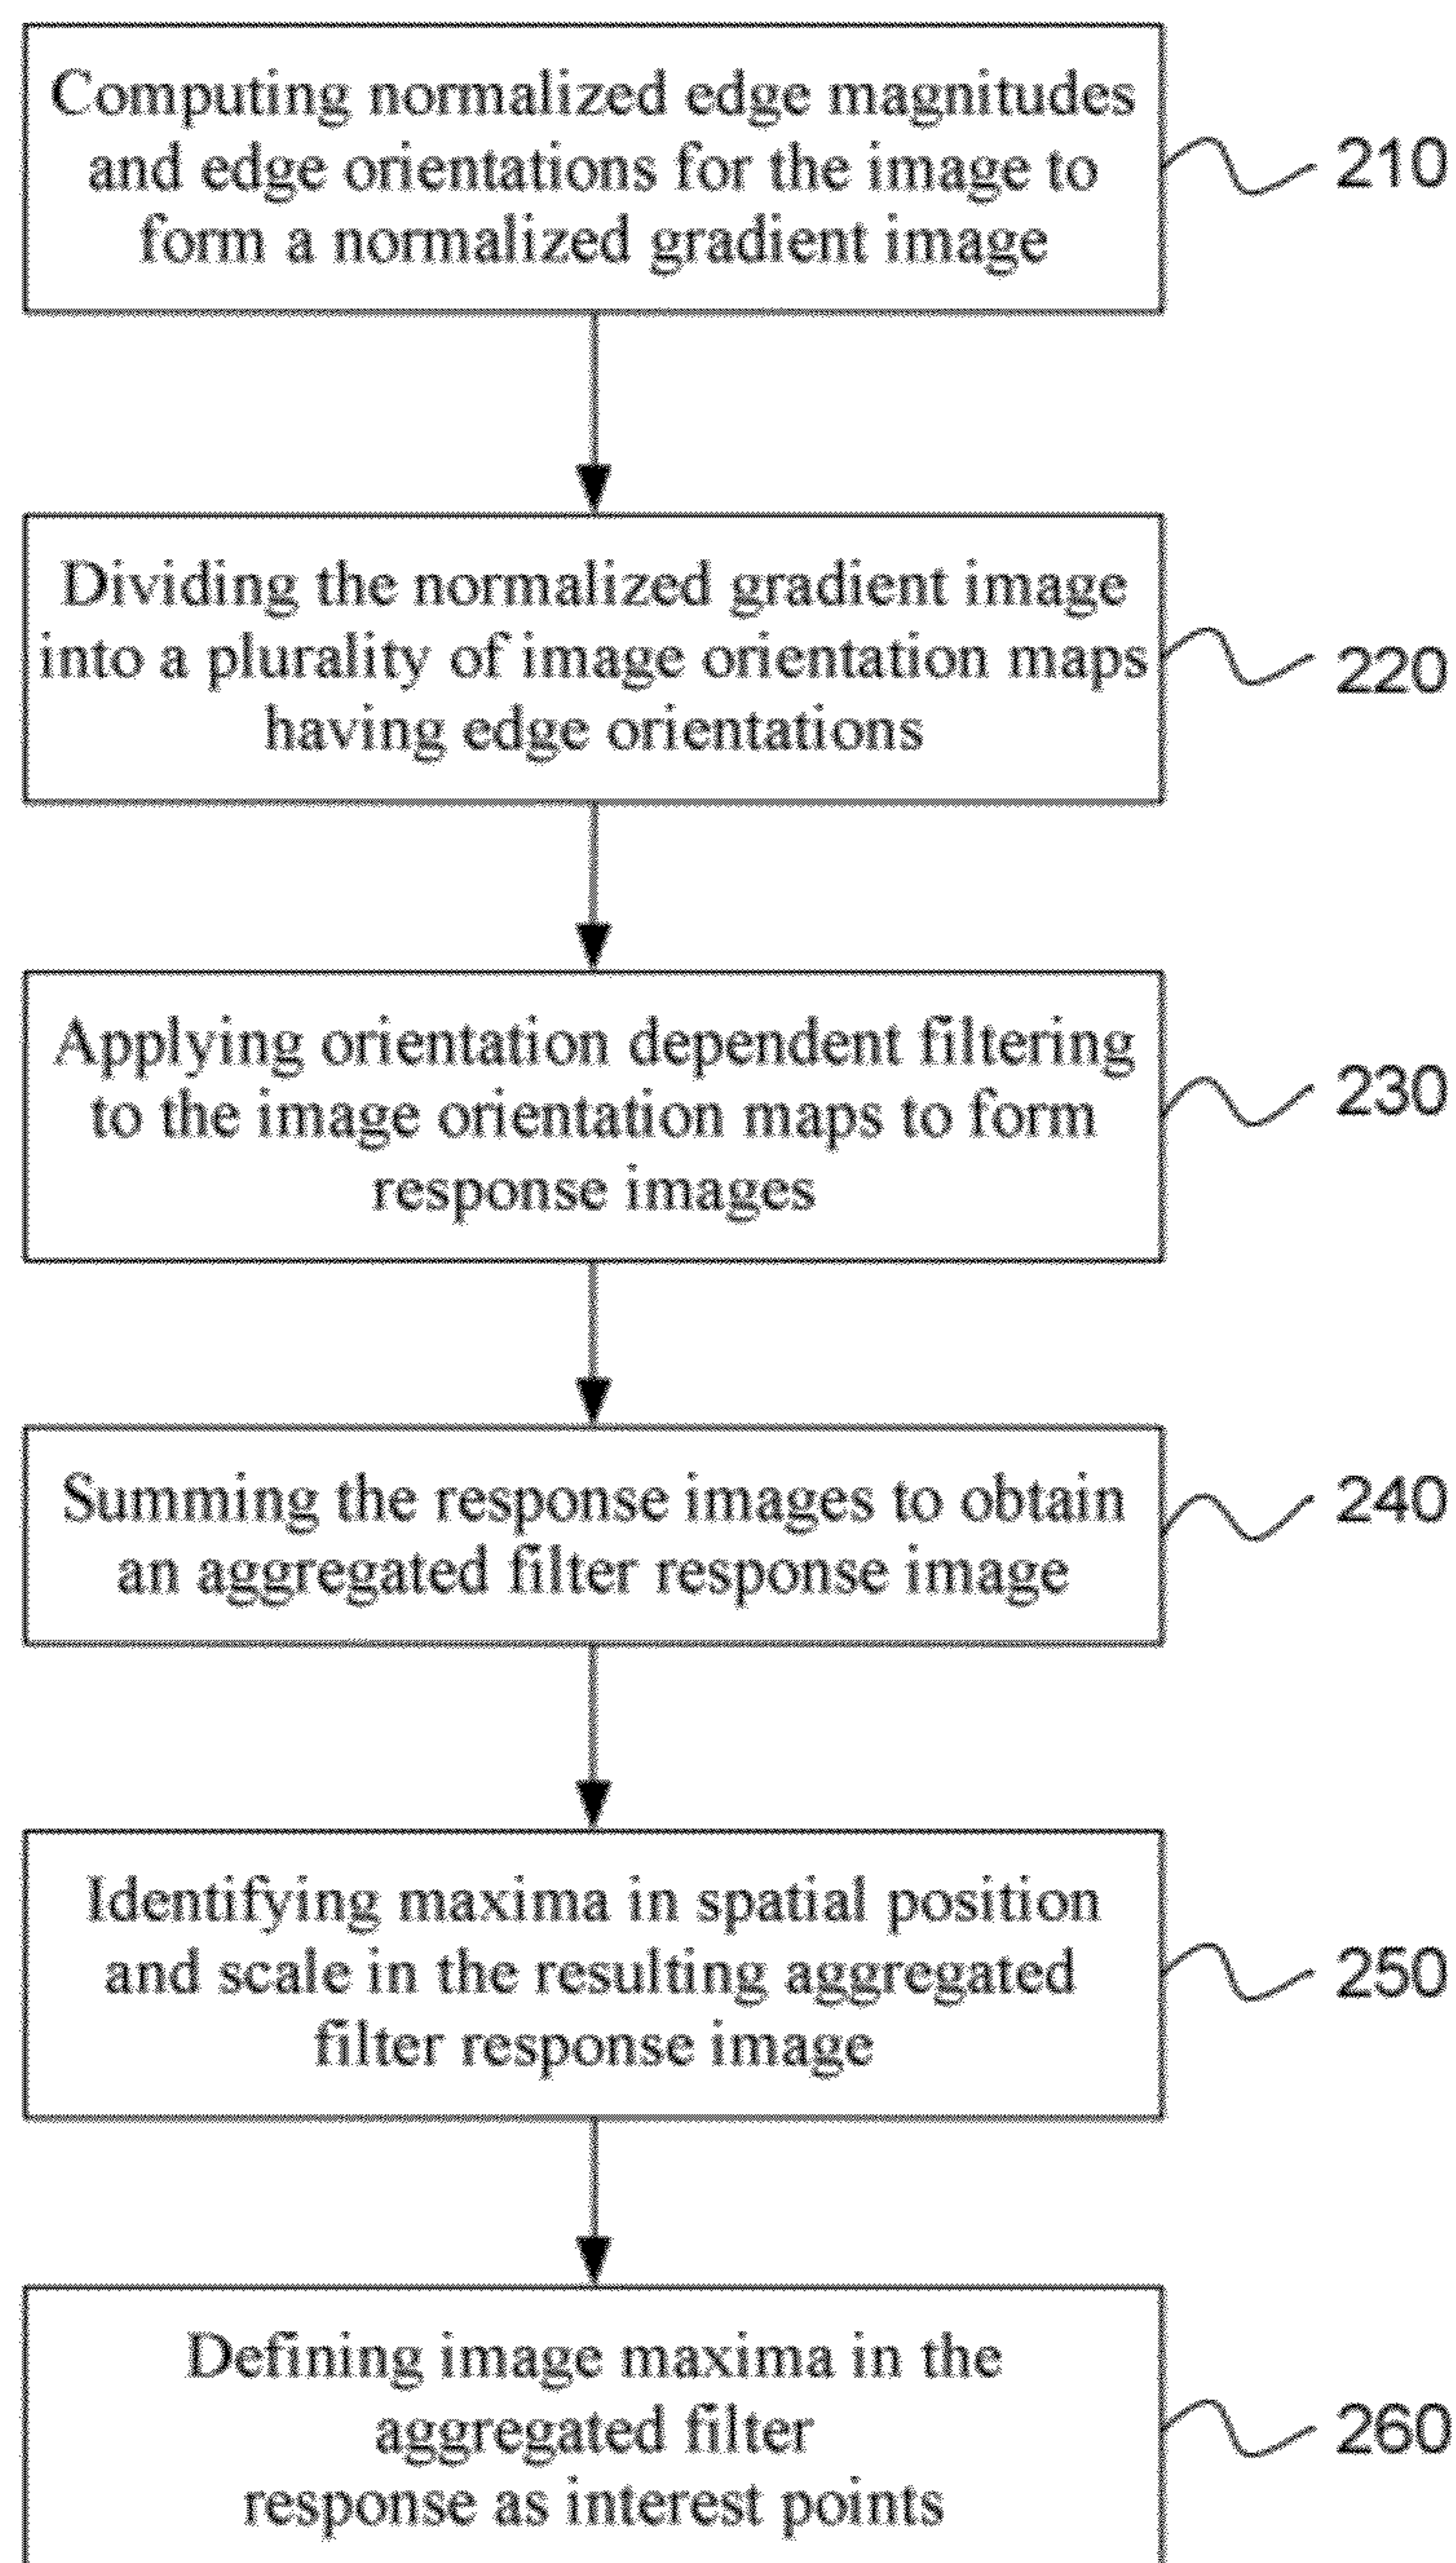 Computing normalized edge magnitudes
and edge orientations for the image to
form a normalized gradient image
210
Dividing the normalized gradient image
into a plurality of image orientation maps
having edge orientations
220
Applying orientation dependent filtering
to the image orientation maps to form
response images
230
Summing the response images to obtain
an aggregated filter response image
240
Identifying maxima in spatial position
and scale in the resulting aggregated
filter response image
250
Defining image maxima in the
aggregated filter
response as interest points
260